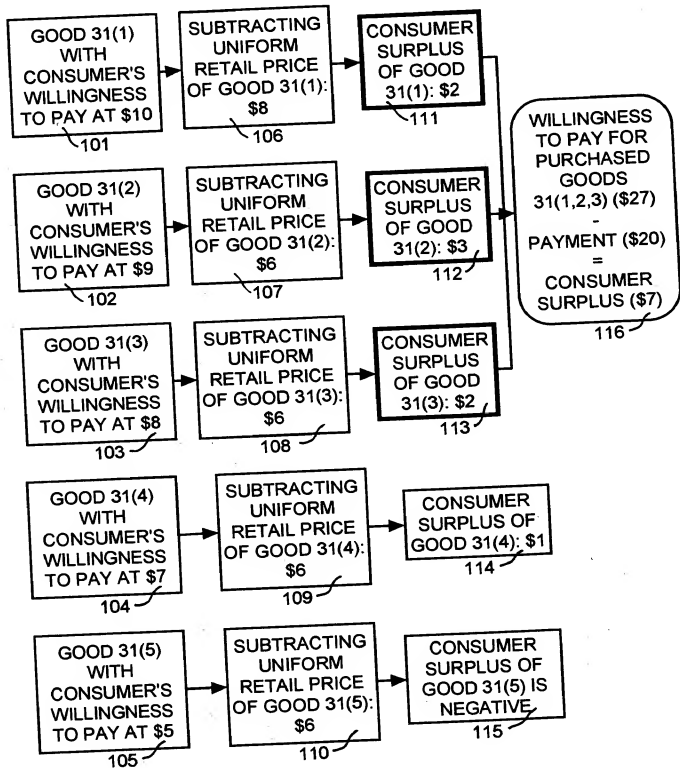 GOOD 31(1)
WITH
CONSUMER'S
WILLINGNESS
TO PAY AT $10
101
SUBTRACTING
UNIFORM
RETAIL PRICE
OF GOOD 31(1):
$8
106
CONSUMER
SURPLUS
OF GOOD
31(1): $2
111
GOOD 31(2)
WITH
CONSUMER'S
WILLINGNESS
TO PAY AT $9
102
SUBTRACTING
UNIFORM
RETAIL PRICE
OF GOOD 31(2):
$6
107
CONSUMER
SURPLUS
OF GOOD
31(2): $3
112
WILLINGNESS
TO PAY FOR
PURCHASED
GOODS
31(1,2,3) ($27)
-
PAYMENT ($20)
=
CONSUMER
SURPLUS ($7)
116
GOOD 31(3)
WITH
CONSUMER'S
WILLINGNESS
TO PAY AT $8
103
SUBTRACTING
UNIFORM
RETAIL PRICE
OF GOOD 31(3):
$6
108
CONSUMER
SURPLUS
OF GOOD
31(3): $2
113
GOOD 31(4)
WITH
CONSUMER'S
WILLINGNESS
TO PAY AT $7
104
SUBTRACTING
UNIFORM
RETAIL PRICE
OF GOOD 31(4):
$6
109
CONSUMER
SURPLUS OF
GOOD 31(4): $1
114
GOOD 31(5)
WITH
CONSUMER'S
WILLINGNESS
TO PAY AT $5
105
SUBTRACTING
UNIFORM
RETAIL PRICE
OF GOOD 31(5):
$6
110
CONSUMER
SURPLUS OF
GOOD 31(5) IS
NEGATIVE
115